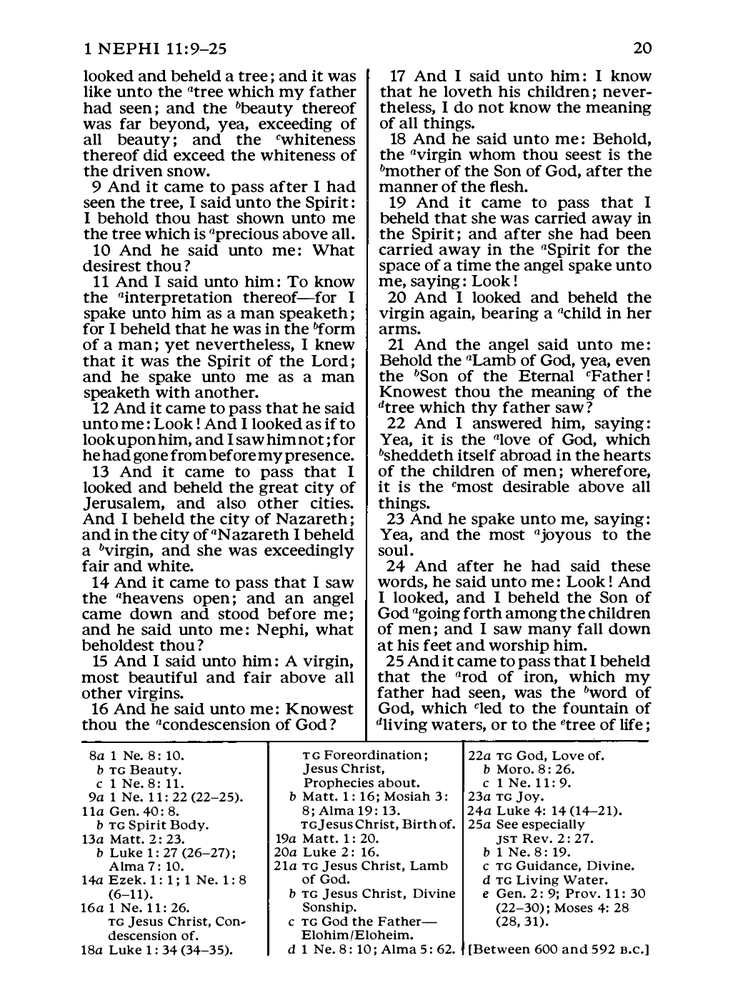 1 NEPHI 11:9–25
20
looked and beheld a tree; and it was
like unto the ᵃtree which my father
had seen; and the ᵇbeauty thereof
was far beyond, yea, exceeding of
all beauty; and the ᶜwhiteness
thereof did exceed the whiteness of
the driven snow.
9 And it came to pass after I had
seen the tree, I said unto the Spirit:
I behold thou hast shown unto me
the tree which is ᵃprecious above all.
10 And he said unto me: What
desirest thou?
11 And I said unto him: To know
the ᵃinterpretation thereof—for I
spake unto him as a man speaketh;
for I beheld that he was in the ᵇform
of a man; yet nevertheless, I knew
that it was the Spirit of the Lord;
and he spake unto me as a man
speaketh with another.
12 And it came to pass that he said
unto me: Look! And I looked as if to
look upon him, and I saw him not; for
he had gone from before my presence.
13 And it came to pass that I
looked and beheld the great city of
Jerusalem, and also other cities.
And I beheld the city of Nazareth;
and in the city of ᵃNazareth I beheld
a ᵇvirgin, and she was exceedingly
fair and white.
14 And it came to pass that I saw
the ᵃheavens open; and an angel
came down and stood before me;
and he said unto me: Nephi, what
beholdest thou?
15 And I said unto him: A virgin,
most beautiful and fair above all
other virgins.
16 And he said unto me: Knowest
thou the ᵃcondescension of God?
17 And I said unto him: I know
that he loveth his children; never-
theless, I do not know the meaning
of all things.
18 And he said unto me: Behold,
the ᵃvirgin whom thou seest is the
ᵇmother of the Son of God, after the
manner of the flesh.
19 And it came to pass that I
beheld that she was carried away in
the Spirit; and after she had been
carried away in the ᵃSpirit for the
space of a time the angel spake unto
me, saying: Look!
20 And I looked and beheld the
virgin again, bearing a ᵃchild in her
arms.
21 And the angel said unto me:
Behold the ᵃLamb of God, yea, even
the ᵇSon of the Eternal ᶜFather!
Knowest thou the meaning of the
ᵈtree which thy father saw?
22 And I answered him, saying:
Yea, it is the ᵃlove of God, which
ᵇsheddeth itself abroad in the hearts
of the children of men; wherefore,
it is the ᶜmost desirable above all
things.
23 And he spake unto me, saying:
Yea, and the most ᵃjoyous to the
soul.
24 And after he had said these
words, he said unto me: Look! And
I looked, and I beheld the Son of
God ᵃgoing forth among the children
of men; and I saw many fall down
at his feet and worship him.
25 And it came to pass that I beheld
that the ᵃrod of iron, which my
father had seen, was the ᵇword of
God, which ᶜled to the fountain of
ᵈliving waters, or to the ᵉtree of life;
8a 1 Ne. 8: 10.
b TG Beauty.
c 1 Ne. 8: 11.
9a 1 Ne. 11: 22 (22–25).
11a Gen. 40: 8.
b TG Spirit Body.
13a Matt. 2: 23.
b Luke 1: 27 (26–27);
Alma 7: 10.
14a Ezek. 1: 1; 1 Ne. 1: 8
(6–11).
16a 1 Ne. 11: 26.
TG Jesus Christ, Con-
descension of.
18a Luke 1: 34 (34–35).
TG Foreordination;
Jesus Christ,
Prophecies about.
b Matt. 1: 16; Mosiah 3:
8; Alma 19: 13.
TG Jesus Christ, Birth of.
19a Matt. 1: 20.
20a Luke 2: 16.
21a TG Jesus Christ, Lamb
of God.
b TG Jesus Christ, Divine
Sonship.
c TG God the Father—
Elohim/Eloheim.
d 1 Ne. 8: 10; Alma 5: 62.
22a TG God, Love of.
b Moro. 8: 26.
c 1 Ne. 11: 9.
23a TG Joy.
24a Luke 4: 14 (14–21).
25a See especially
JST Rev. 2: 27.
b 1 Ne. 8: 19.
c TG Guidance, Divine.
d TG Living Water.
e Gen. 2: 9; Prov. 11: 30
(22–30); Moses 4: 28
(28, 31).
[Between 600 and 592 B.C.]